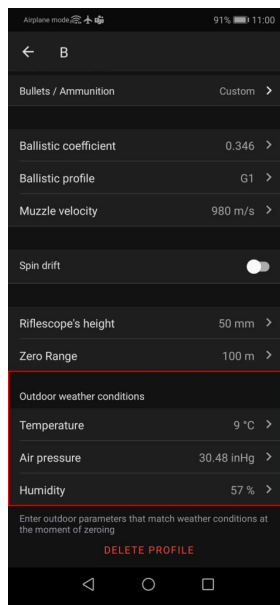 Airplane mode 91% 11:00
B
Bullets / Ammunition Custom
Ballistic coefficient 0.346
Ballistic profile G1
Muzzle velocity 980 m/s
Spin drift
Riflescope's height 50 mm
Zero Range 100 m
Outdoor weather conditions
Temperature 9 °C
Air pressure 30.48 inHg
Humidity 57 %
Enter outdoor parameters that match weather conditions at
the moment of zeroing
DELETE PROFILE